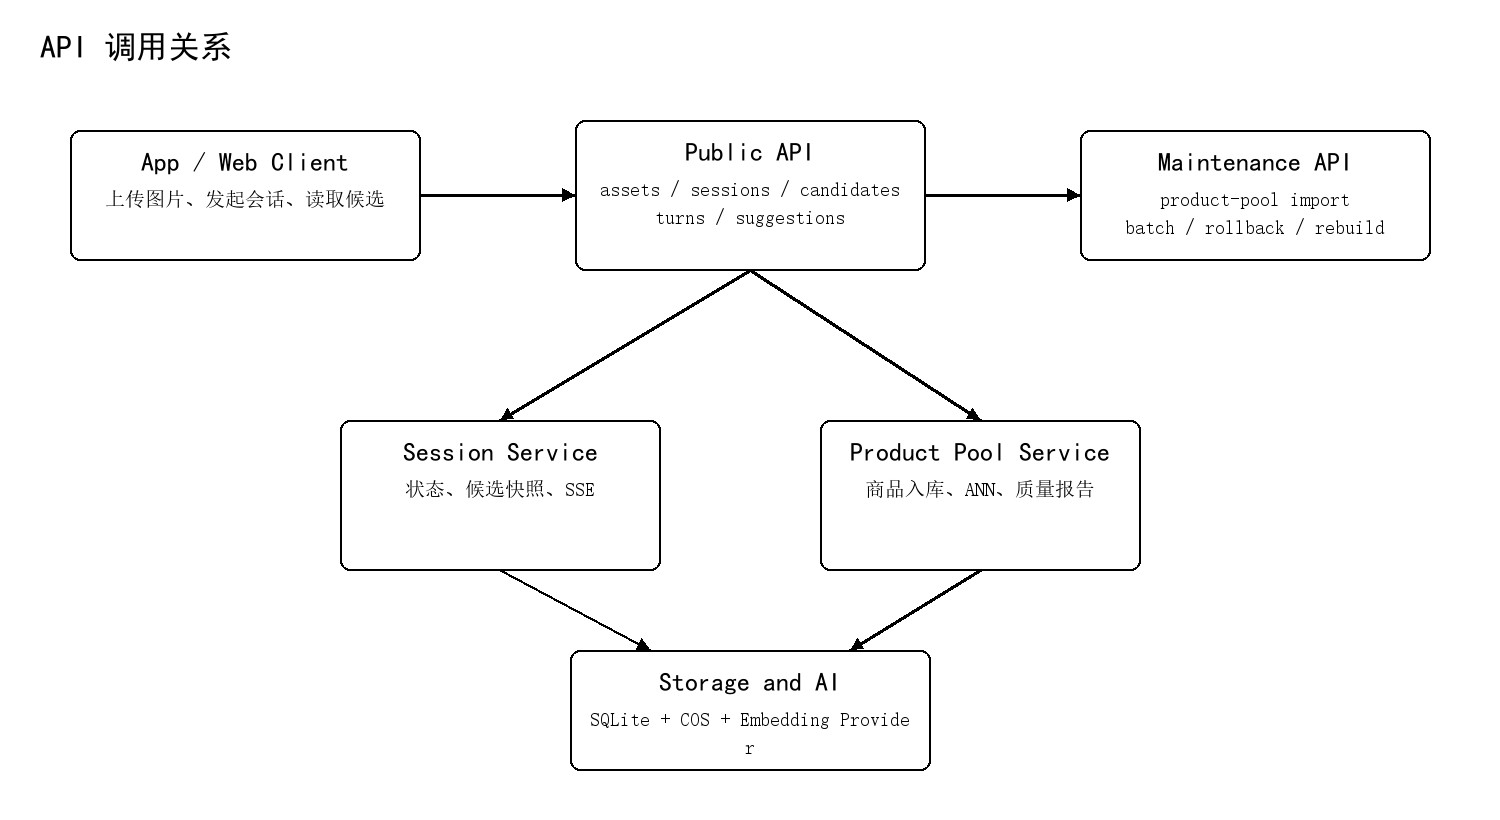 API 调用关系
App / Web Client
上传图片、发起会话、读取候选
Public API
assets / sessions / candidates
turns / suggestions
Maintenance API
product-pool import
batch / rollback / rebuild
Session Service
状态、候选快照、SSE
Product Pool Service
商品入库、ANN、质量报告
Storage and AI
SQLite + COS + Embedding Provide
r